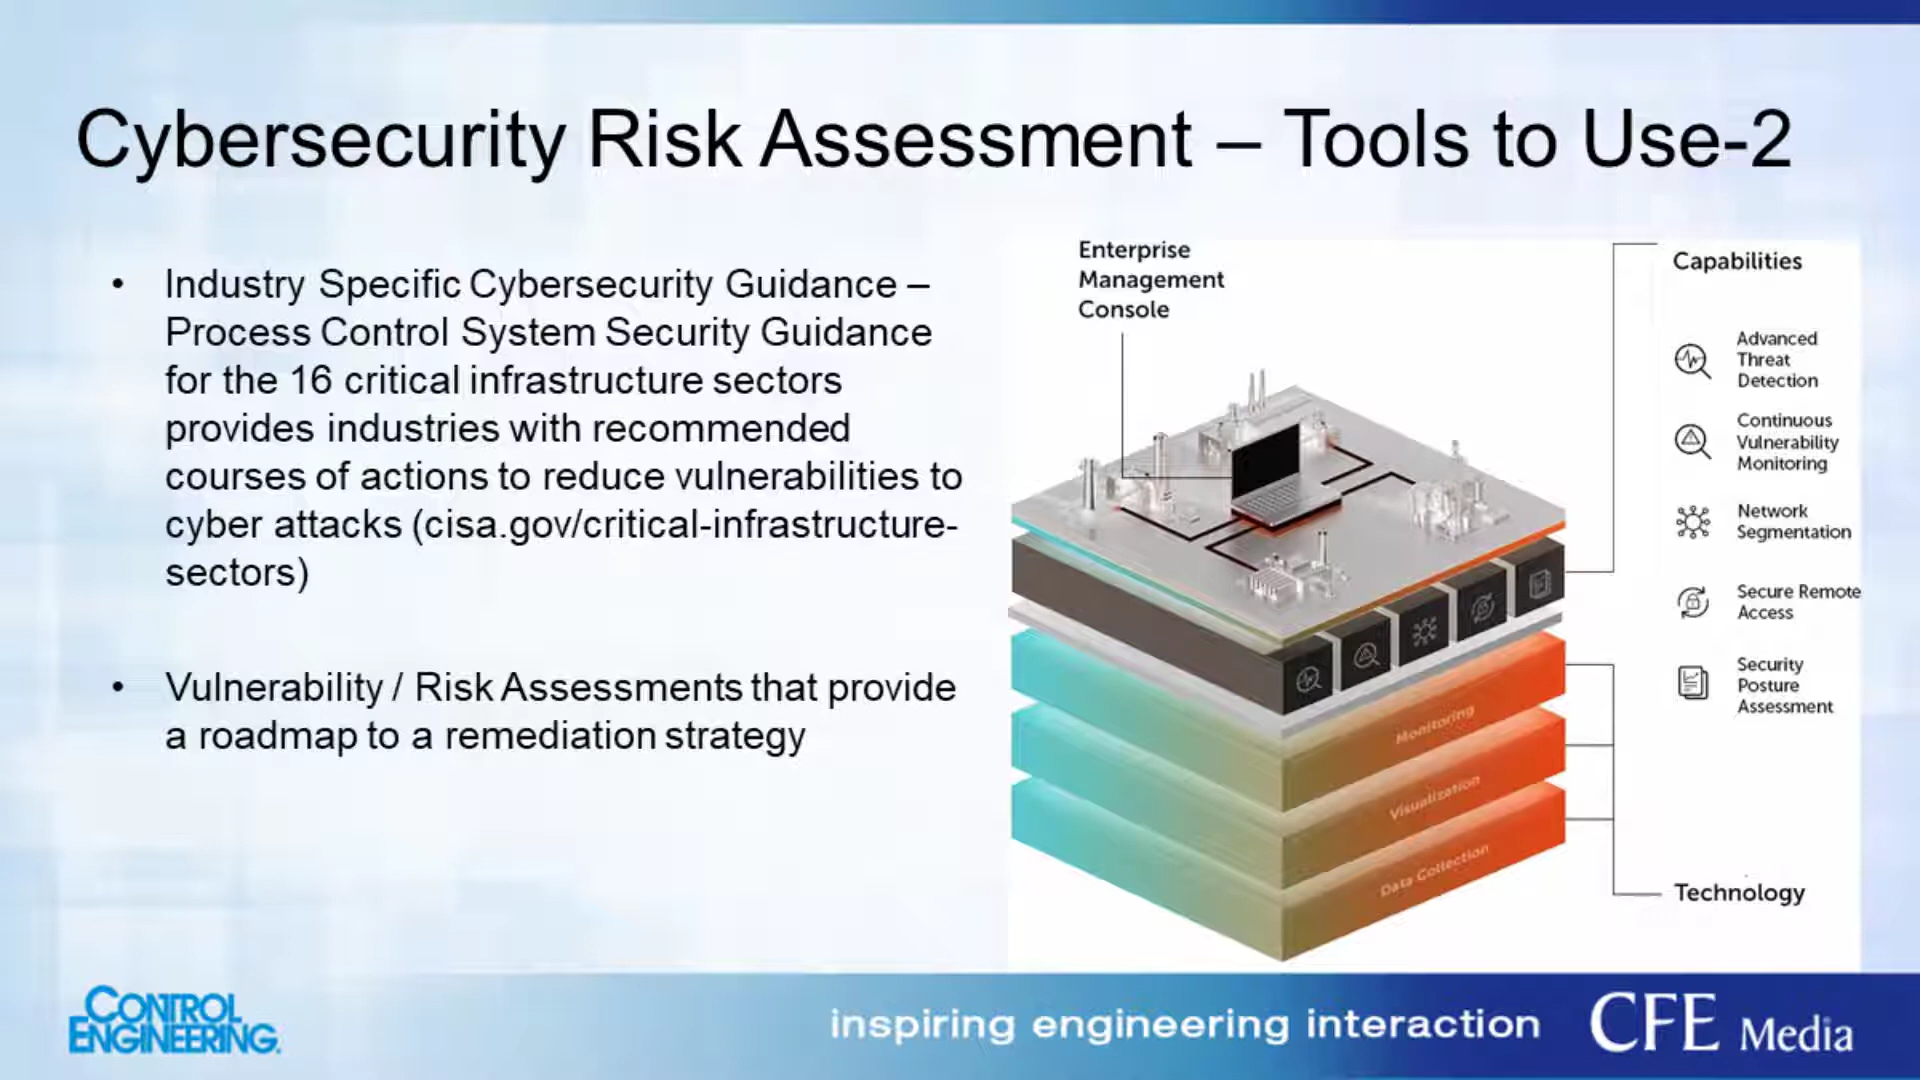 Cybersecurity Risk Assessment – Tools to Use-2
• Industry Specific Cybersecurity Guidance –
Process Control System Security Guidance
for the 16 critical infrastructure sectors
provides industries with recommended
courses of actions to reduce vulnerabilities to
cyber attacks (cisa.gov/critical-infrastructure-
sectors)
• Vulnerability / Risk Assessments that provide
a roadmap to a remediation strategy
Enterprise
Management
Console
Capabilities
Advanced
Threat
Detection
Continuous
Vulnerability
Monitoring
Network
Segmentation
Secure Remote
Access
Security
Posture
Assessment
Monitoring
Visualization
Data Collection
Technology
CONTROL
ENGINEERING.
inspiring engineering interaction
CFE Media